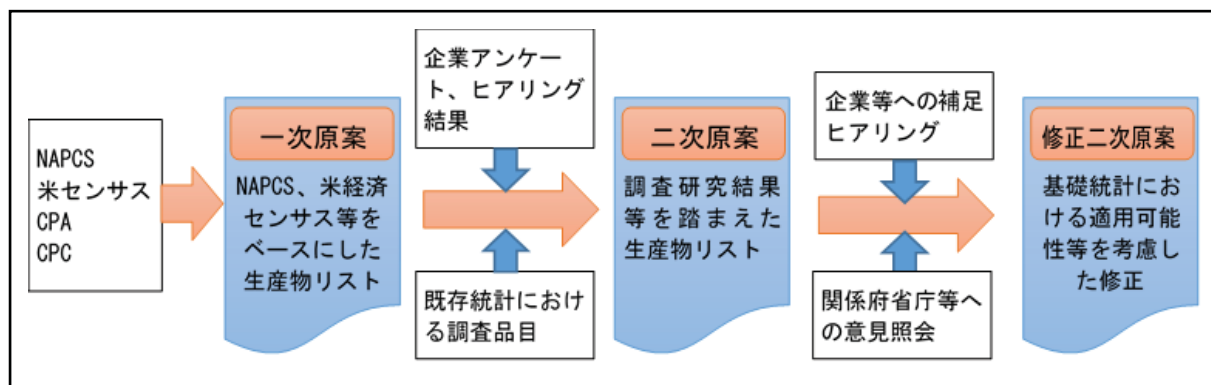 NAPCS
米センサス
CPA
CPC
一次原案
NAPCS、米経済
センサス等を
ベースにした
生産物リスト
企業アンケー
ト、ヒアリング
結果
既存統計におけ
る調査品目
二次原案
調査研究結果
等を踏まえた
生産物リスト
企業等への補足
ヒアリング
関係府省庁等へ
の意見照会
修正二次原案
基礎統計にお
ける適用可能
性等を考慮し
た修正